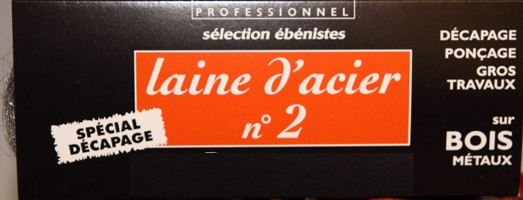 PROFESSIONNEL
sélection ébénistes
laine d'acier
n° 2
SPÉCIAL
DÉCAPAGE
DÉCAPAGE
PONÇAGE
GROS
TRAVAUX
sur
BOIS
MÉTAUX